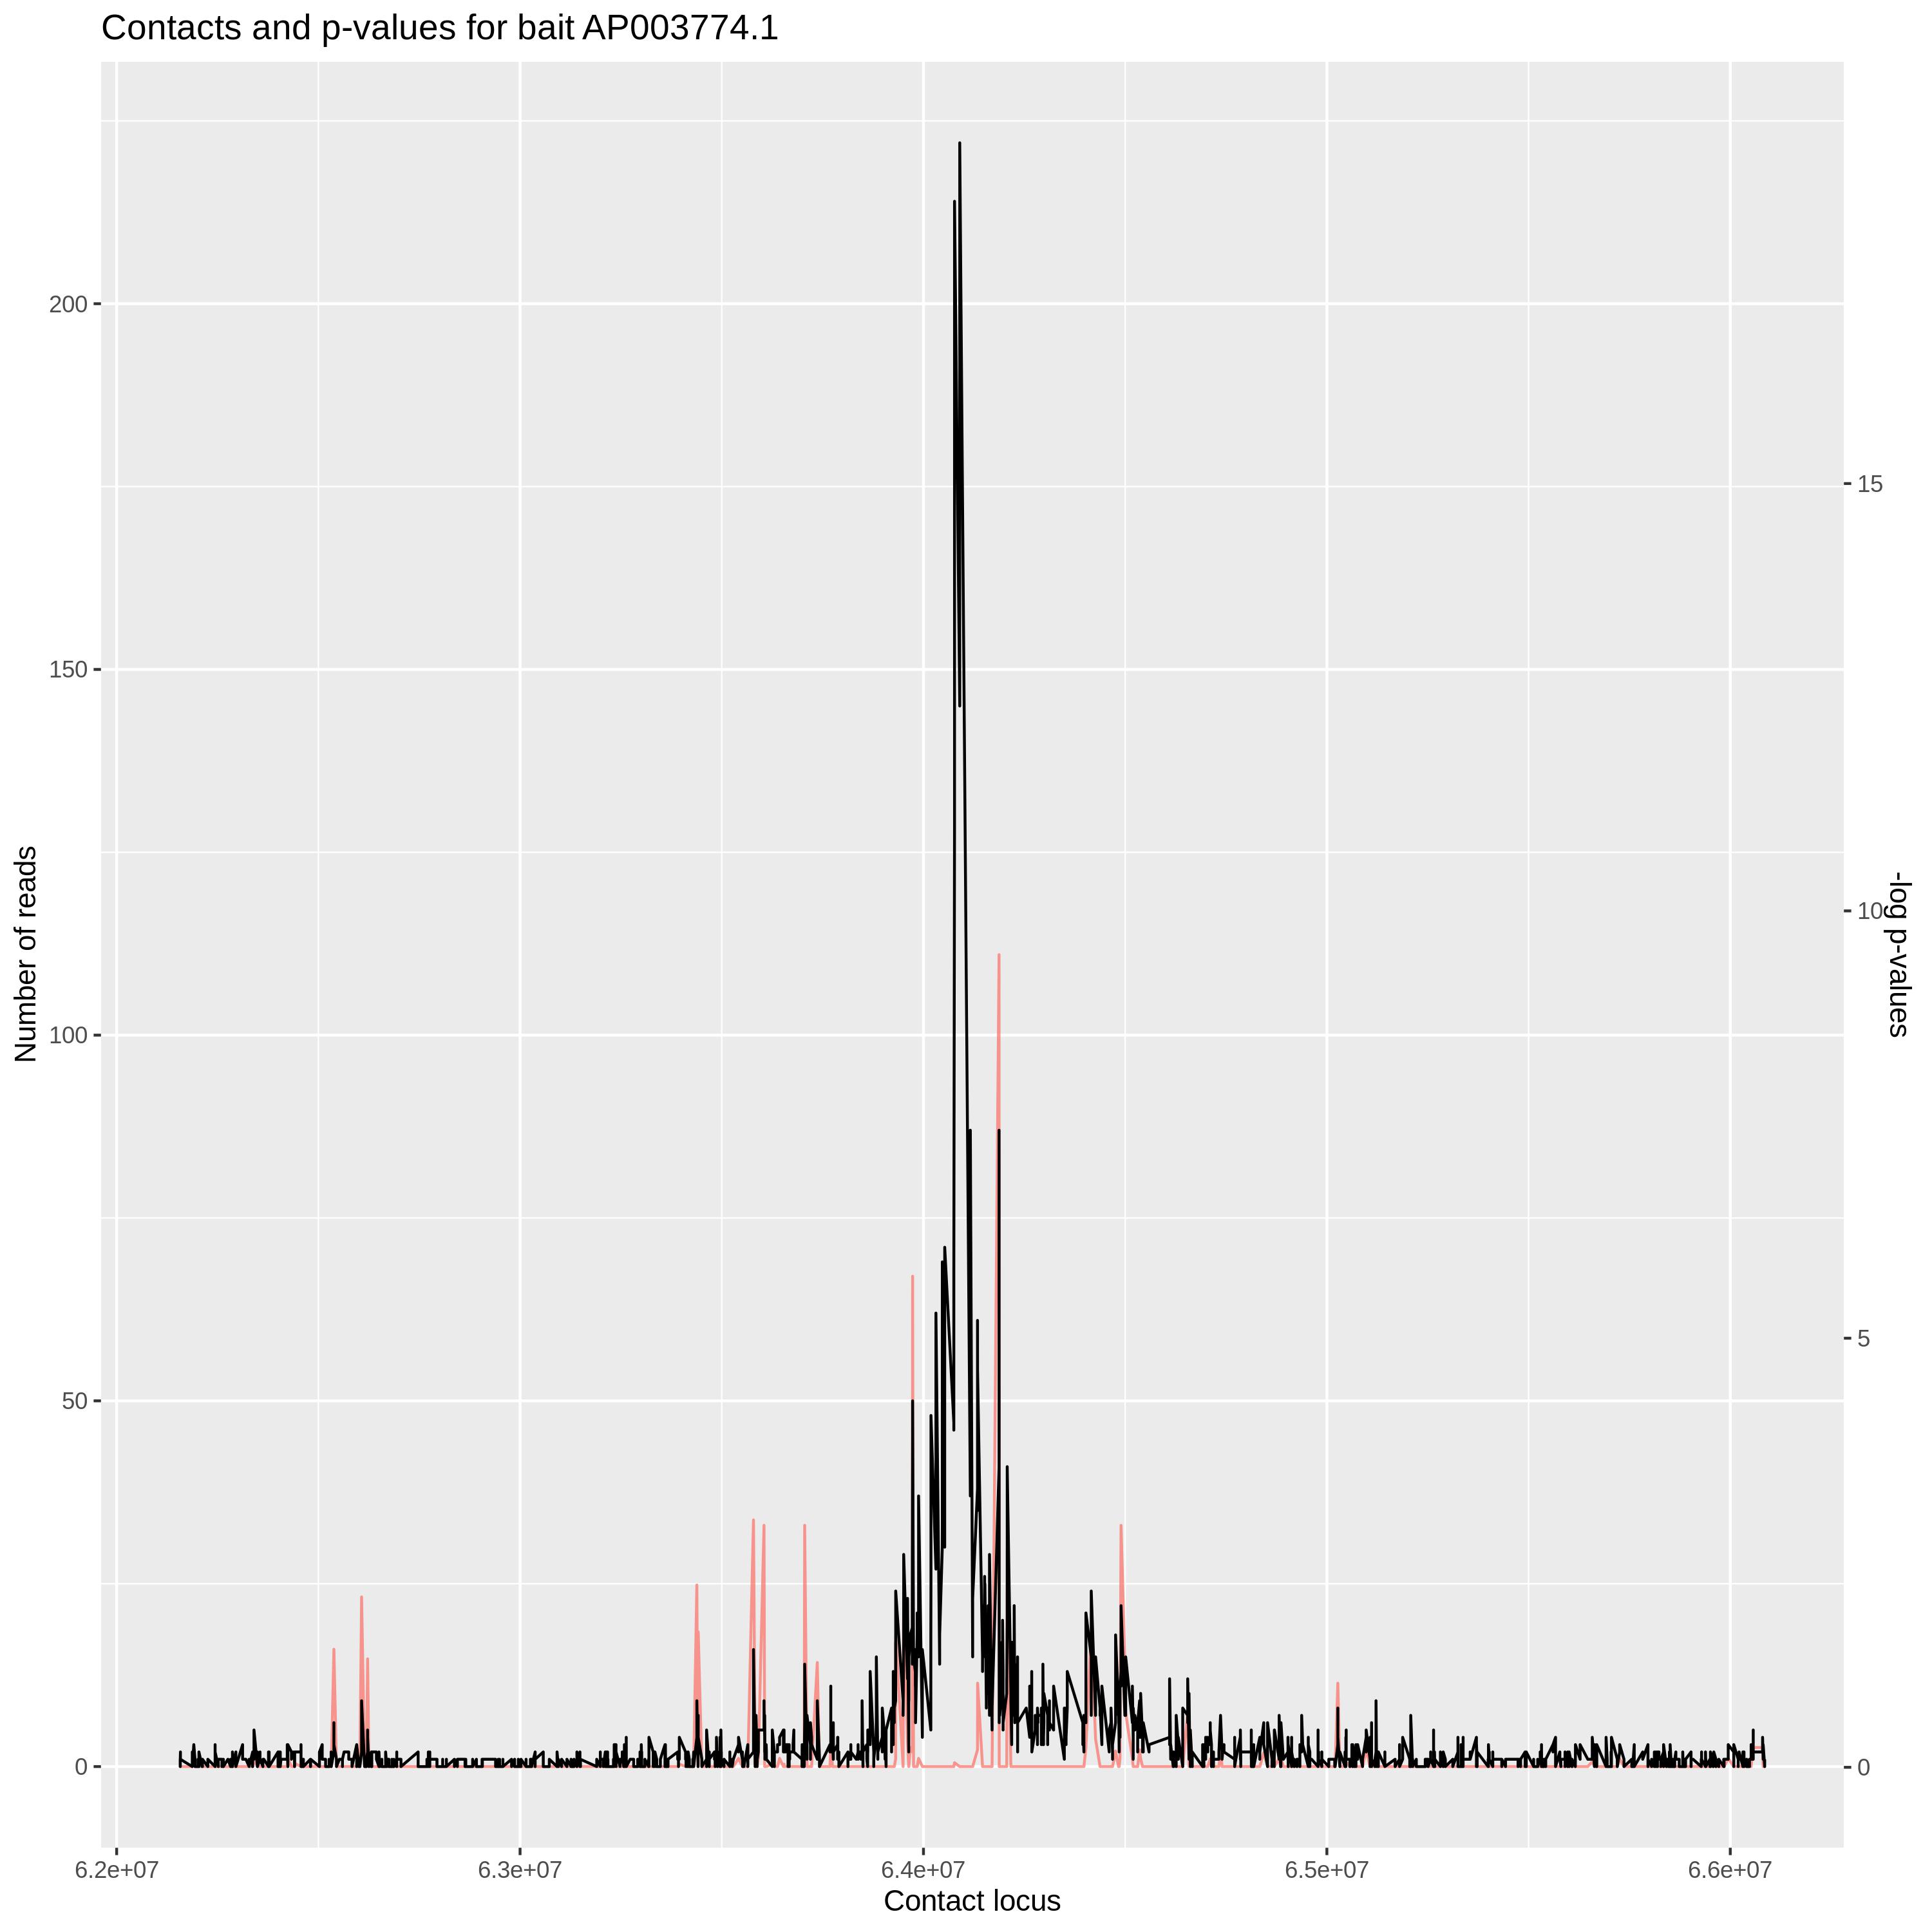 Contacts and p-values for bait AP003774.1
200
150
100
50
0
Number of reads
15
10
5
0
-log p-values
6.2e+07
6.3e+07
6.4e+07
6.5e+07
6.6e+07
Contact locus